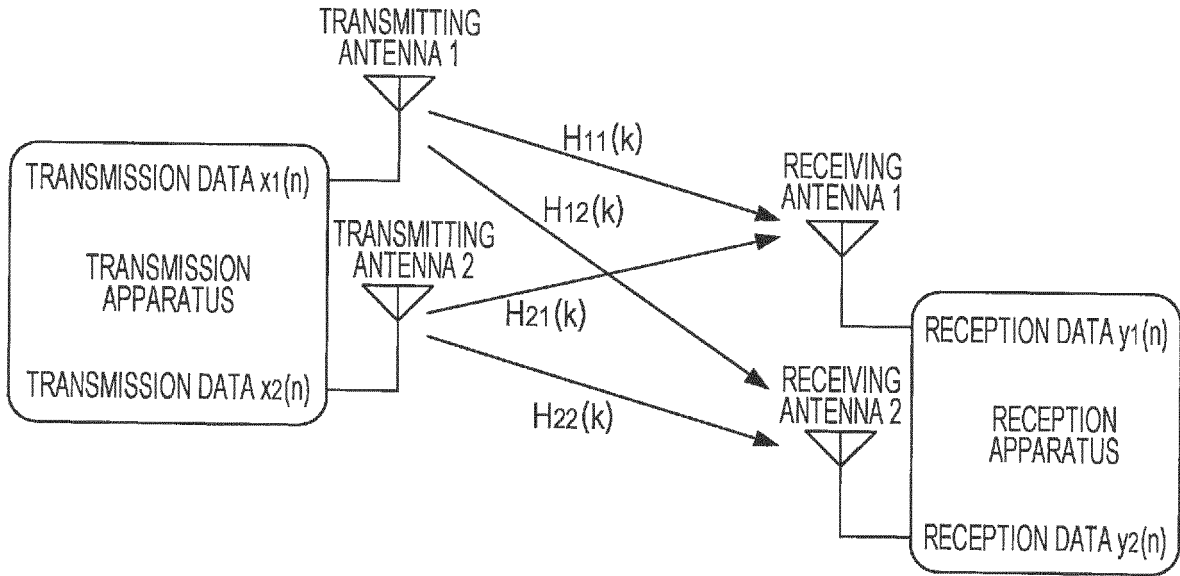 TRANSMITTING
ANTENNA 1
TRANSMISSION DATA x1(n)
TRANSMISSION
APPARATUS
TRANSMISSION DATA x2(n)
TRANSMITTING
ANTENNA 2
H11(k)
H12(k)
H21(k)
H22(k)
RECEIVING
ANTENNA 1
RECEIVING
ANTENNA 2
RECEPTION DATA y1(n)
RECEPTION
APPARATUS
RECEPTION DATA y2(n)